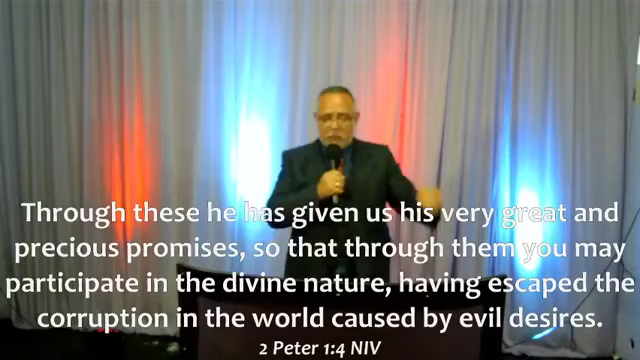 Through these he has given us his very great and
precious promises, so that through them you may
participate in the divine nature, having escaped the
corruption in the world caused by evil desires.
2 Peter 1:4 NIV